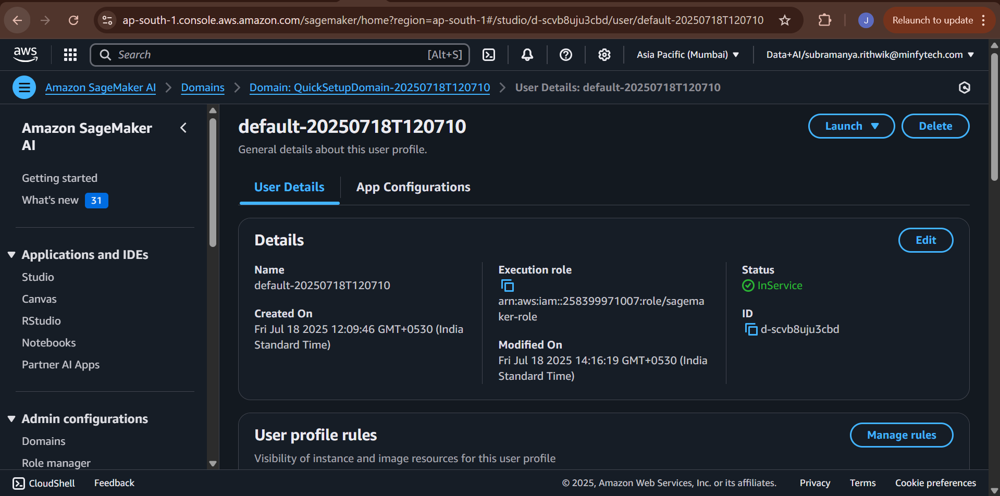 ap-south-1.console.aws.amazon.com/sagemaker/home?region=ap-south-1#/studio/d-scvb8uju3cbd/user/default-20250718T120710
J
Relaunch to update
aws
Search
[Alt+S]
Asia Pacific (Mumbai)
Data+AI/subramanya.rithwik@minfytech.com
Amazon SageMaker AI
Domains
Domain: QuickSetupDomain-20250718T120710
User Details: default-20250718T120710
Amazon SageMaker
AI
Getting started
What's new 31
Applications and IDEs
Studio
Canvas
RStudio
Notebooks
Partner AI Apps
Admin configurations
Domains
Role manager
default-20250718T120710
Launch
Delete
General details about this user profile.
User Details
App Configurations
Details
Edit
Name
default-20250718T120710
Created On
Fri Jul 18 2025 12:09:46 GMT+0530 (India
Standard Time)
Execution role
arn:aws:iam::258399971007:role/sagema
ker-role
Modified On
Fri Jul 18 2025 14:16:19 GMT+0530 (India
Standard Time)
Status
InService
ID
d-scvb8uju3cbd
User profile rules
Manage rules
Visibility of instance and image resources for this user profile
CloudShell
Feedback
© 2025, Amazon Web Services, Inc. or its affiliates.
Privacy
Terms
Cookie preferences